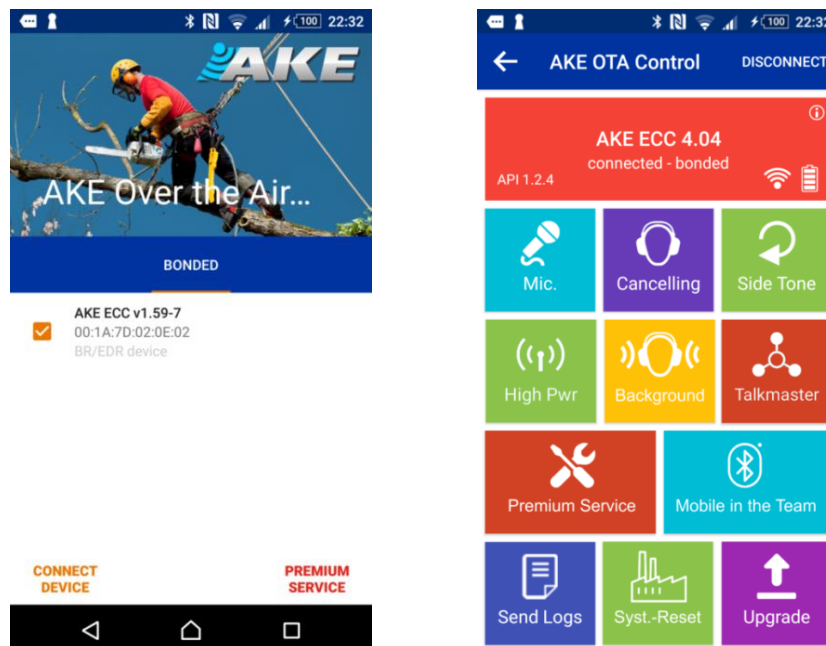 100 22:32
AKE
AKE Over the Air...
BONDED
AKE ECC v1.59-7
00:1A:7D:02:0E:02
BR/EDR device
CONNECT
DEVICE
PREMIUM
SERVICE
100 22:32
AKE OTA Control
DISCONNECT
AKE ECC 4.04
connected - bonded
API 1.2.4
Mic.
Cancelling
Side Tone
High Pwr
Background
Talkmaster
Premium Service
Mobile in the Team
Send Logs
Syst.-Reset
Upgrade